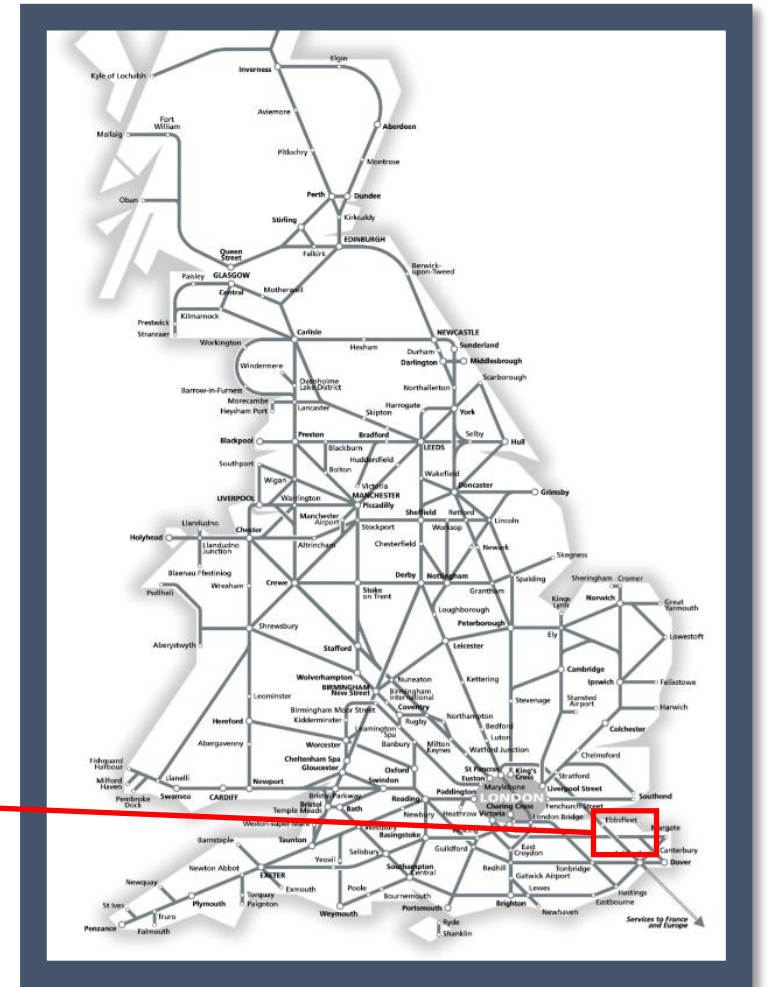 Elgin
Inverness
Kyle of Lochalsh
Aviemore
Fort
William
Mallaig
Aberdeen
Pitlochry
Montrose
Perth
Dundee
Oban
Stirling
Kirkcaldy
Queen
Street
EDINBURGH
Falkirk
Berwick-
upon-Tweed
Paisley
GLASGOW
Central
Motherwell
Prestwick
Kilmarnock
Stranraer
Carlisle
NEWCASTLE
Workington
Hexham
Durham
Sunderland
Darlington
Middlesbrough
Windermere
Scarborough
Oxenholme
Lake District
Northallerton
Barrow-in-Furness
Morecambe
Lancaster
Harrogate
York
Heysham Port
Skipton
Blackpool
Preston
Bradford
Selby
Hull
Blackburn
LEEDS
Southport
Huddersfield
Bolton
Wakefield
Wigan
Victoria
Doncaster
MANCHESTER
Grimsby
LIVERPOOL
Warrington
Piccadilly
Manchester
Airport
Sheffield
Retford
Llandudno
Chester
Stockport
Worksop
Lincoln
Holyhead
Llandudno
Junction
Altrincham
Chesterfield
Newark
Skegness
Blaenau Ffestiniog
Pwllheli
Wrexham
Crewe
Stoke
on Trent
Derby
Nottingham
Grantham
Spalding
Sheringham
Cromer
Kings
Lynn
Norwich
Great
Yarmouth
Loughborough
Shrewsbury
Peterborough
Ely
Lowestoft
Aberystwyth
Stafford
Leicester
Cambridge
Wolverhampton
Nuneaton
Kettering
Ipswich
Felixstowe
BIRMINGHAM
New Street
Birmingham
International
Leominster
Stansted
Airport
Stevenage
Harwich
Birmingham Moor Street
Coventry
Kidderminster
Rugby
Northampton
Hereford
Leamington
Spa
Bedford
Colchester
Abergavenny
Worcester
Banbury
Milton
Keynes
Luton
Watford Junction
Chelmsford
Cheltenham Spa
Gloucester
Fishguard
Harbour
Oxford
St Pancras
King's
Cross
Euston
Stratford
Milford
Haven
Llanelli
Swindon
Marylebone
Liverpool Street
Pembroke
Dock
Swansea
CARDIFF
Newport
Bristol Parkway
Paddington
LONDON
Southend
Bristol
Temple Meads
Bath
Reading
Charing Cross
Fenchurch Street
Newbury
Heathrow
Victoria
London Bridge
Ebbsfleet
Weston-super-Mare
Westbury
Basingstoke
Margate
Barnstaple
Taunton
Salisbury
Guildford
East
Croydon
Canterbury
Yeovil
Newton Abbot
EXETER
Southampton
Central
Redhill
Tonbridge
Dover
Gatwick Airport
Newquay
Exmouth
Poole
Lewes
Hastings
St Ives
Plymouth
Torquay
Paignton
Bournemouth
Eastbourne
Truro
Weymouth
Portsmouth
Brighton
Newhaven
Penzance
Falmouth
Ryde
Shanklin
Services to France
and Europe